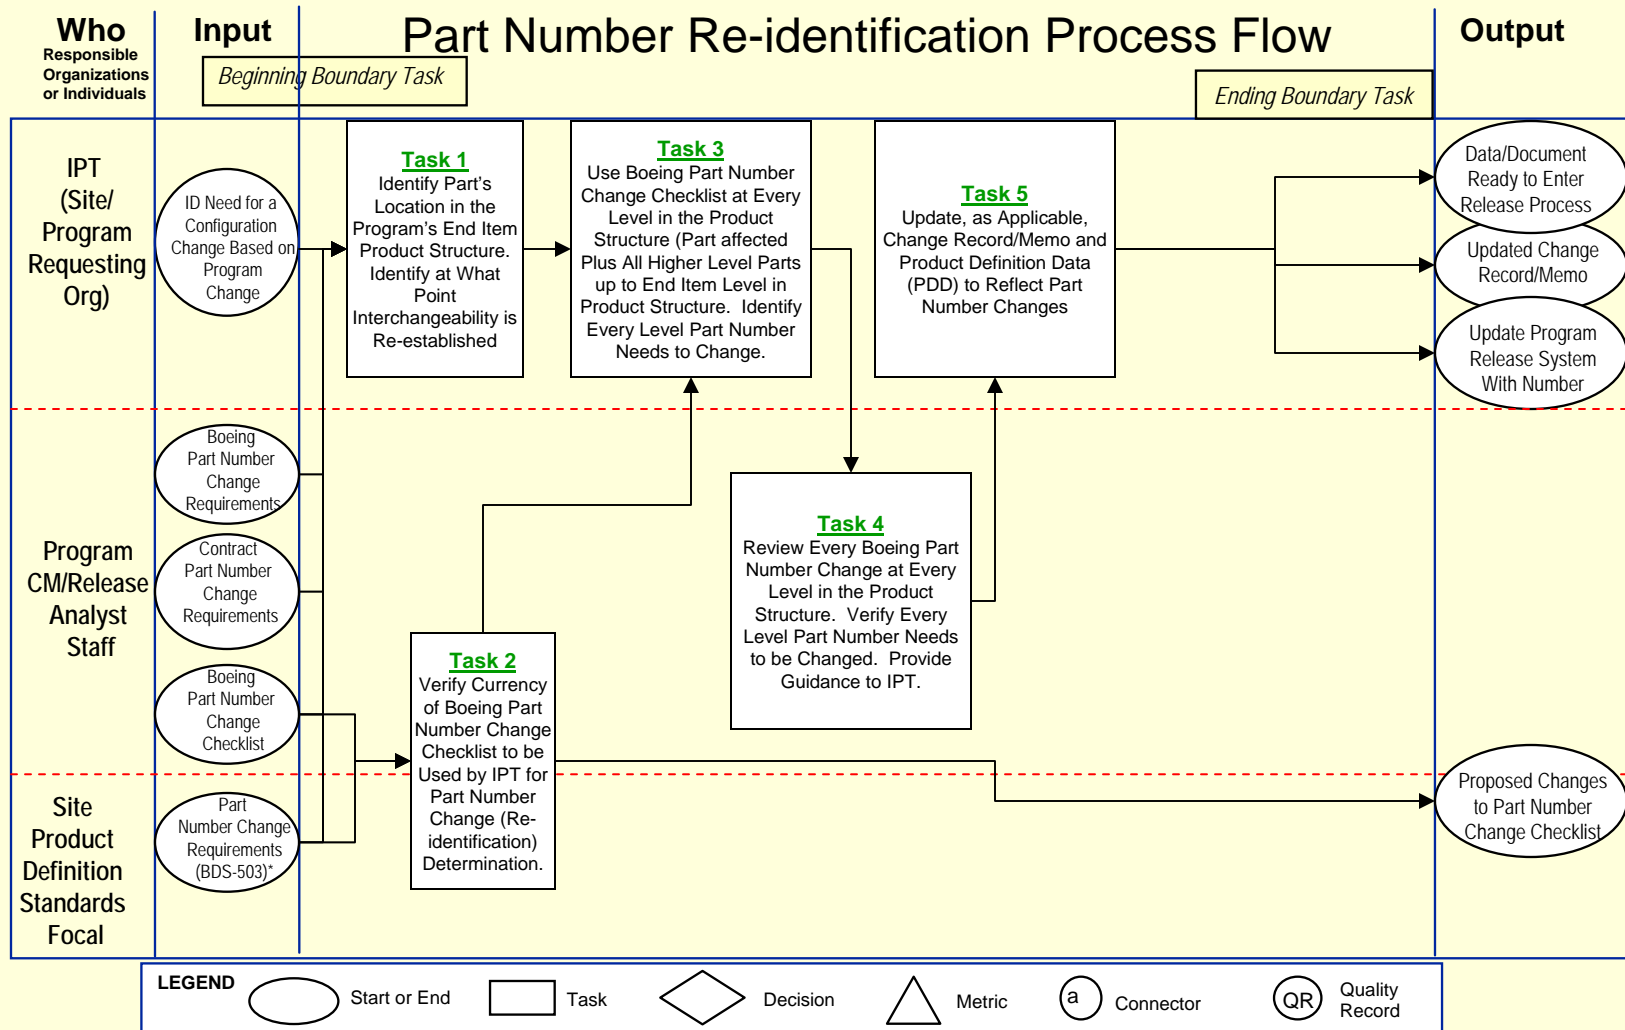 Who
Responsible
Organizations
or Individuals
Input
Part Number Re-identification Process Flow
Output
Beginning Boundary Task
Ending Boundary Task
IPT
(Site/
Program
Requesting
Org)
ID Need for a
Configuration
Change Based on
Program
Change
Task 1
Identify Part's
Location in the
Program's End Item
Product Structure.
Identify at What
Point
Interchangeability is
Re-established
Task 3
Use Boeing Part Number
Change Checklist at Every
Level in the Product
Structure (Part affected
Plus All Higher Level Parts
up to End Item Level in
Product Structure. Identify
Every Level Part Number
Needs to Change.
Task 5
Update, as Applicable,
Change Record/Memo and
Product Definition Data
(PDD) to Reflect Part
Number Changes
Data/Document
Ready to Enter
Release Process
Updated Change
Record/Memo
Update Program
Release System
With Number
Program
CM/Release
Analyst
Staff
Boeing
Part Number
Change
Requirements
Contract
Part Number
Change
Requirements
Boeing
Part Number
Change
Checklist
Task 2
Verify Currency
of Boeing Part
Number Change
Checklist to be
Used by IPT for
Part Number
Change (Re-
identification)
Determination.
Task 4
Review Every Boeing Part
Number Change at Every
Level in the Product
Structure. Verify Every
Level Part Number Needs
to be Changed. Provide
Guidance to IPT.
Site
Product
Definition
Standards
Focal
Part
Number Change
Requirements
(BDS-503)*
Proposed Changes
to Part Number
Change Checklist
LEGEND
Start or End
Task
Decision
Metric
a
Connector
QR
Quality
Record